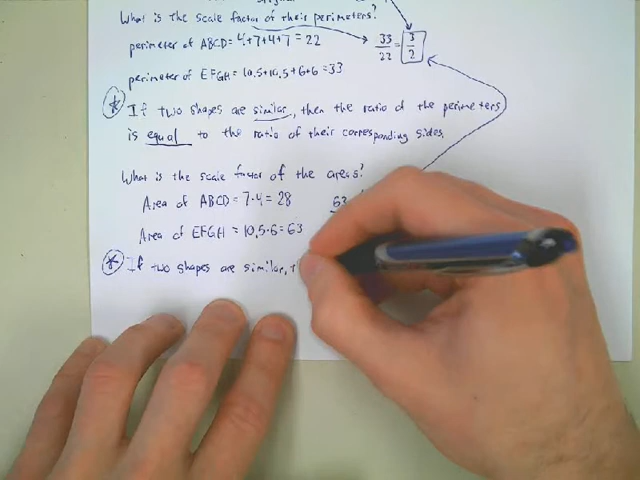 What is the scale factor of their perimeters?
perimeter of ABCD = 4+7+4+7 = 22
33/22 = 3/2
perimeter of EFGH = 10.5+10.5+6+6 = 33
* If two shapes are similar, then the ratio of the perimeters
is equal to the ratio of their corresponding sides.
What is the scale factor of the areas?
Area of ABCD = 7·4 = 28
63
Area of EFGH = 10.5·6 = 63
* If two shapes are similar, t